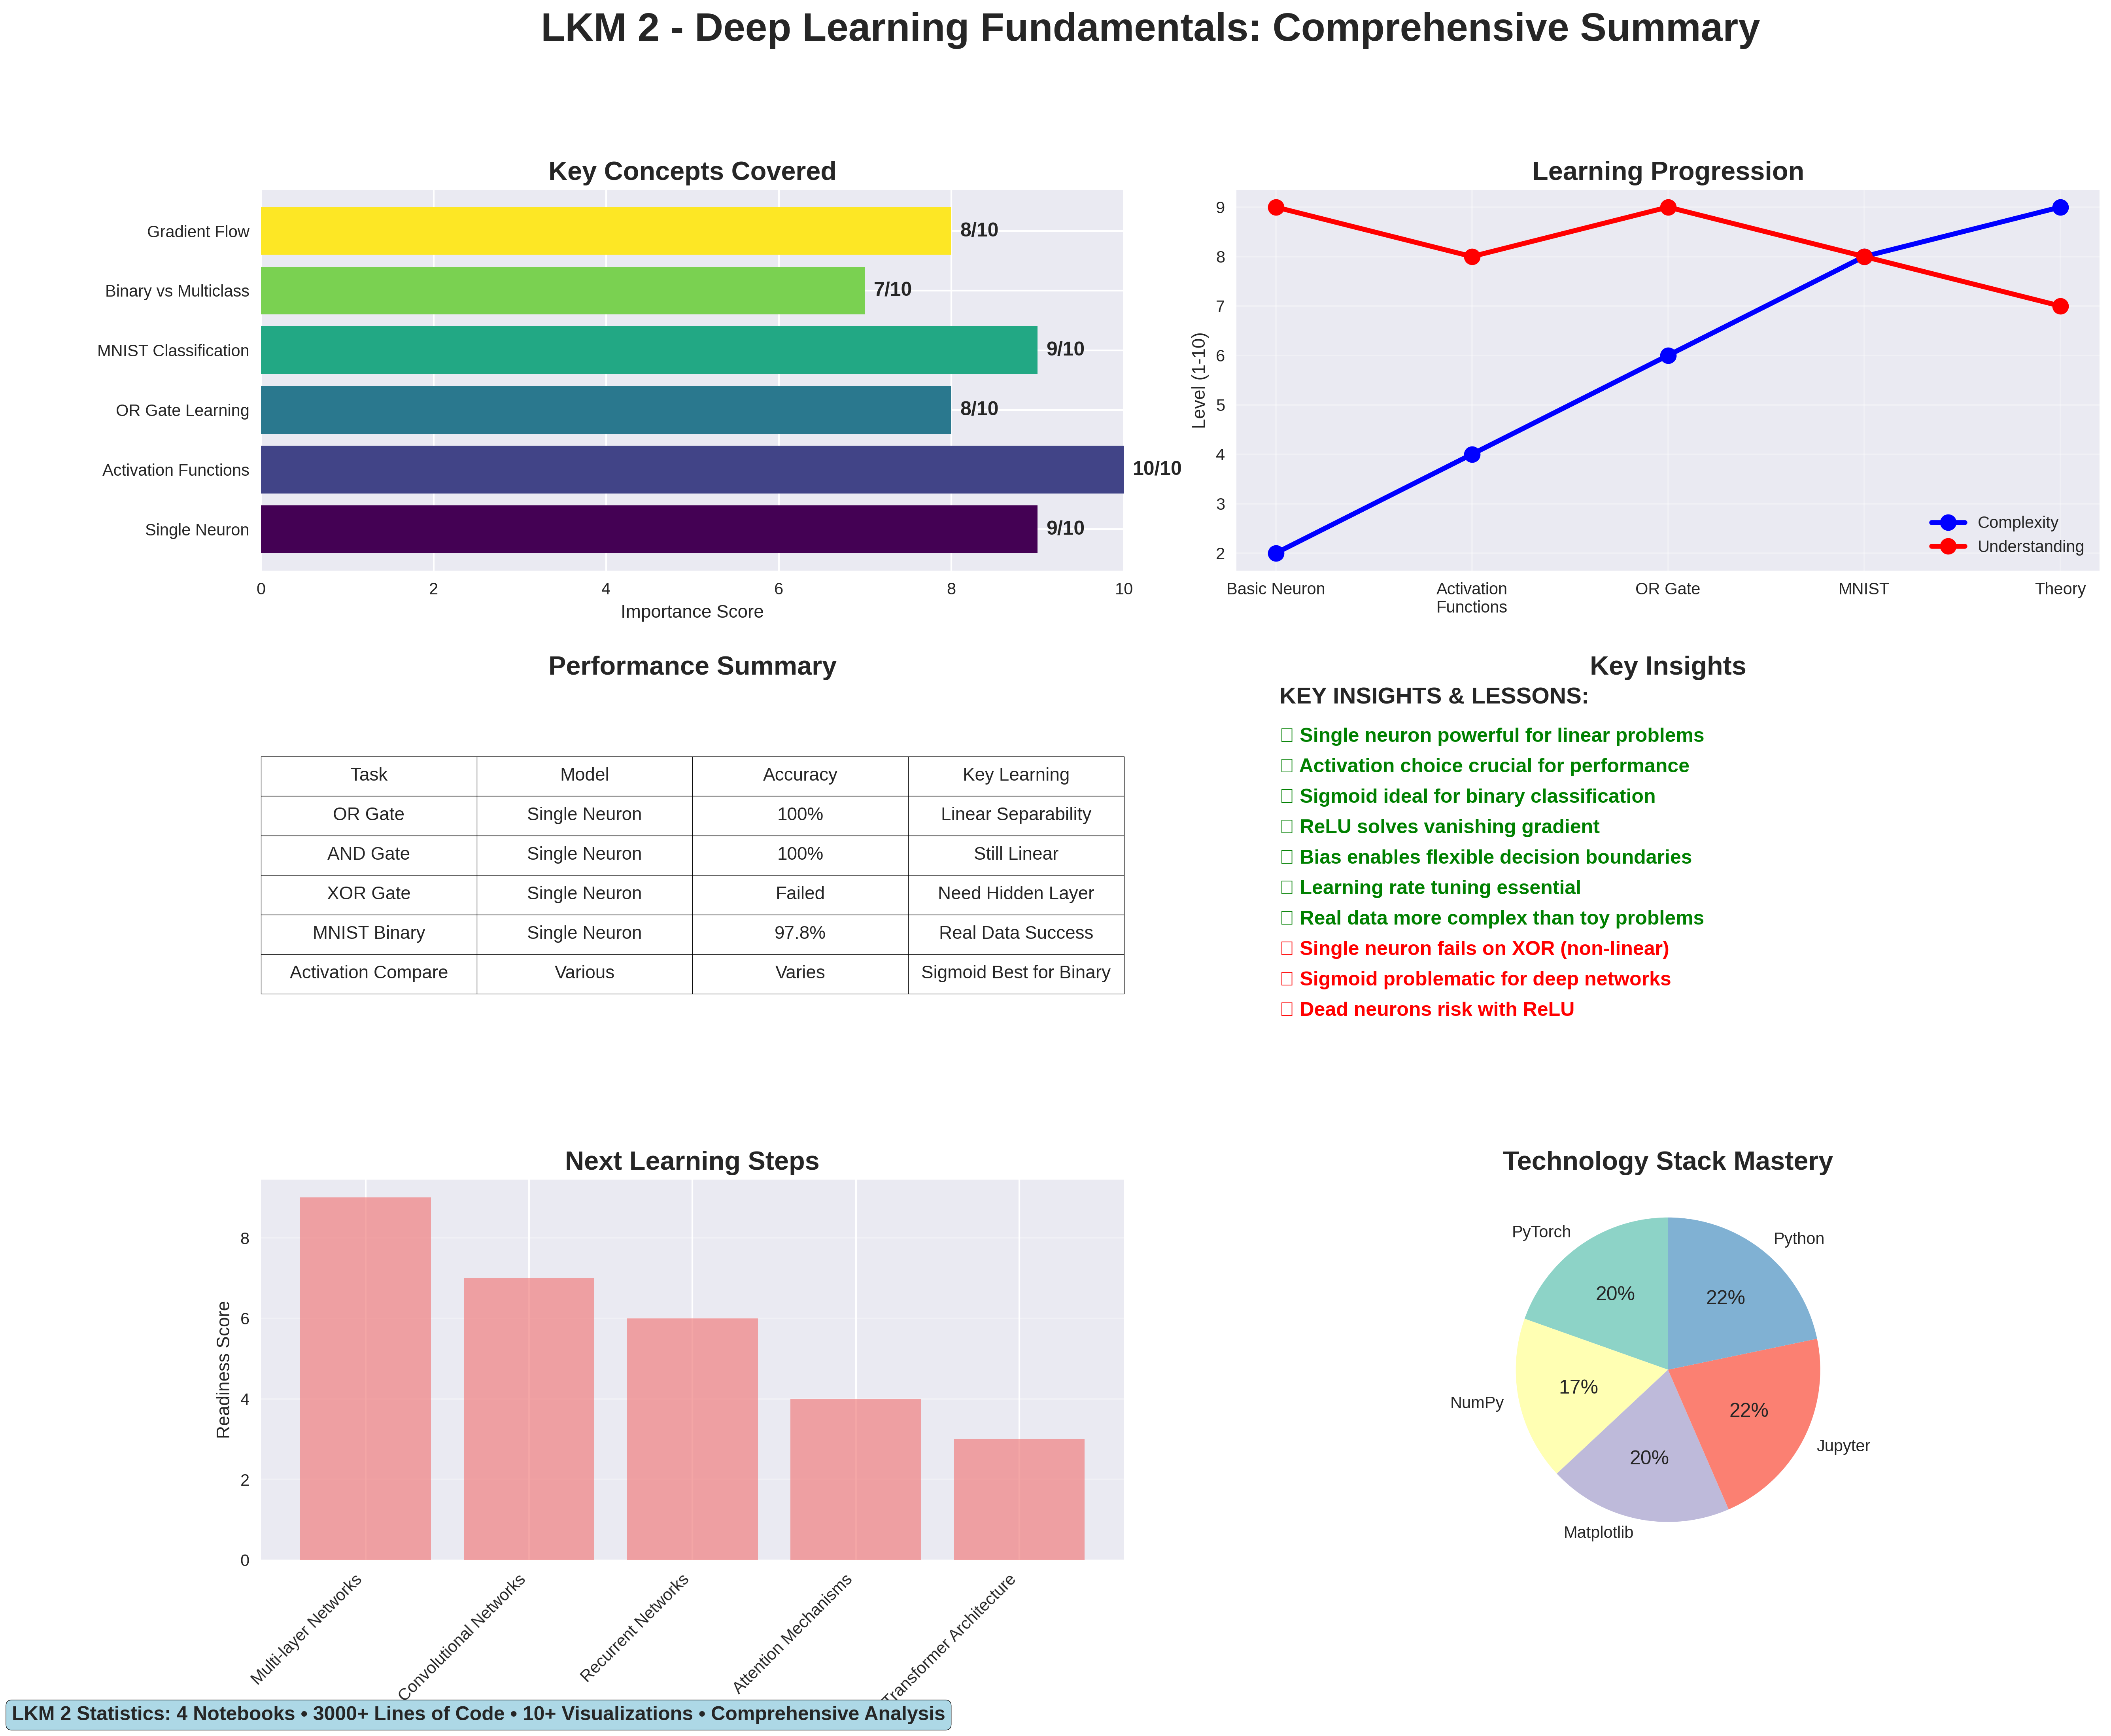 LKM 2 - Deep Learning Fundamentals: Comprehensive Summary
Key Concepts Covered
Gradient Flow
8/10
Binary vs Multiclass
7/10
MNIST Classification
9/10
OR Gate Learning
8/10
Activation Functions
10/10
Single Neuron
9/10
0 2 4 6 8 10
Importance Score
Learning Progression
Level (1-10)
9
8
7
6
5
4
3
2
Complexity
Understanding
Basic Neuron Activation Functions OR Gate MNIST Theory
Performance Summary
Task Model Accuracy Key Learning
OR Gate Single Neuron 100% Linear Separability
AND Gate Single Neuron 100% Still Linear
XOR Gate Single Neuron Failed Need Hidden Layer
MNIST Binary Single Neuron 97.8% Real Data Success
Activation Compare Various Varies Sigmoid Best for Binary
Key Insights
KEY INSIGHTS & LESSONS:
Single neuron powerful for linear problems
Activation choice crucial for performance
Sigmoid ideal for binary classification
ReLU solves vanishing gradient
Bias enables flexible decision boundaries
Learning rate tuning essential
Real data more complex than toy problems
Single neuron fails on XOR (non-linear)
Sigmoid problematic for deep networks
Dead neurons risk with ReLU
Next Learning Steps
Readiness Score
8
6
4
2
0
Multi-layer Networks
Convolutional Networks
Recurrent Networks
Attention Mechanisms
Transformer Architecture
Technology Stack Mastery
PyTorch
20%
Python
22%
NumPy
17%
Jupyter
22%
Matplotlib
20%
LKM 2 Statistics: 4 Notebooks • 3000+ Lines of Code • 10+ Visualizations • Comprehensive Analysis